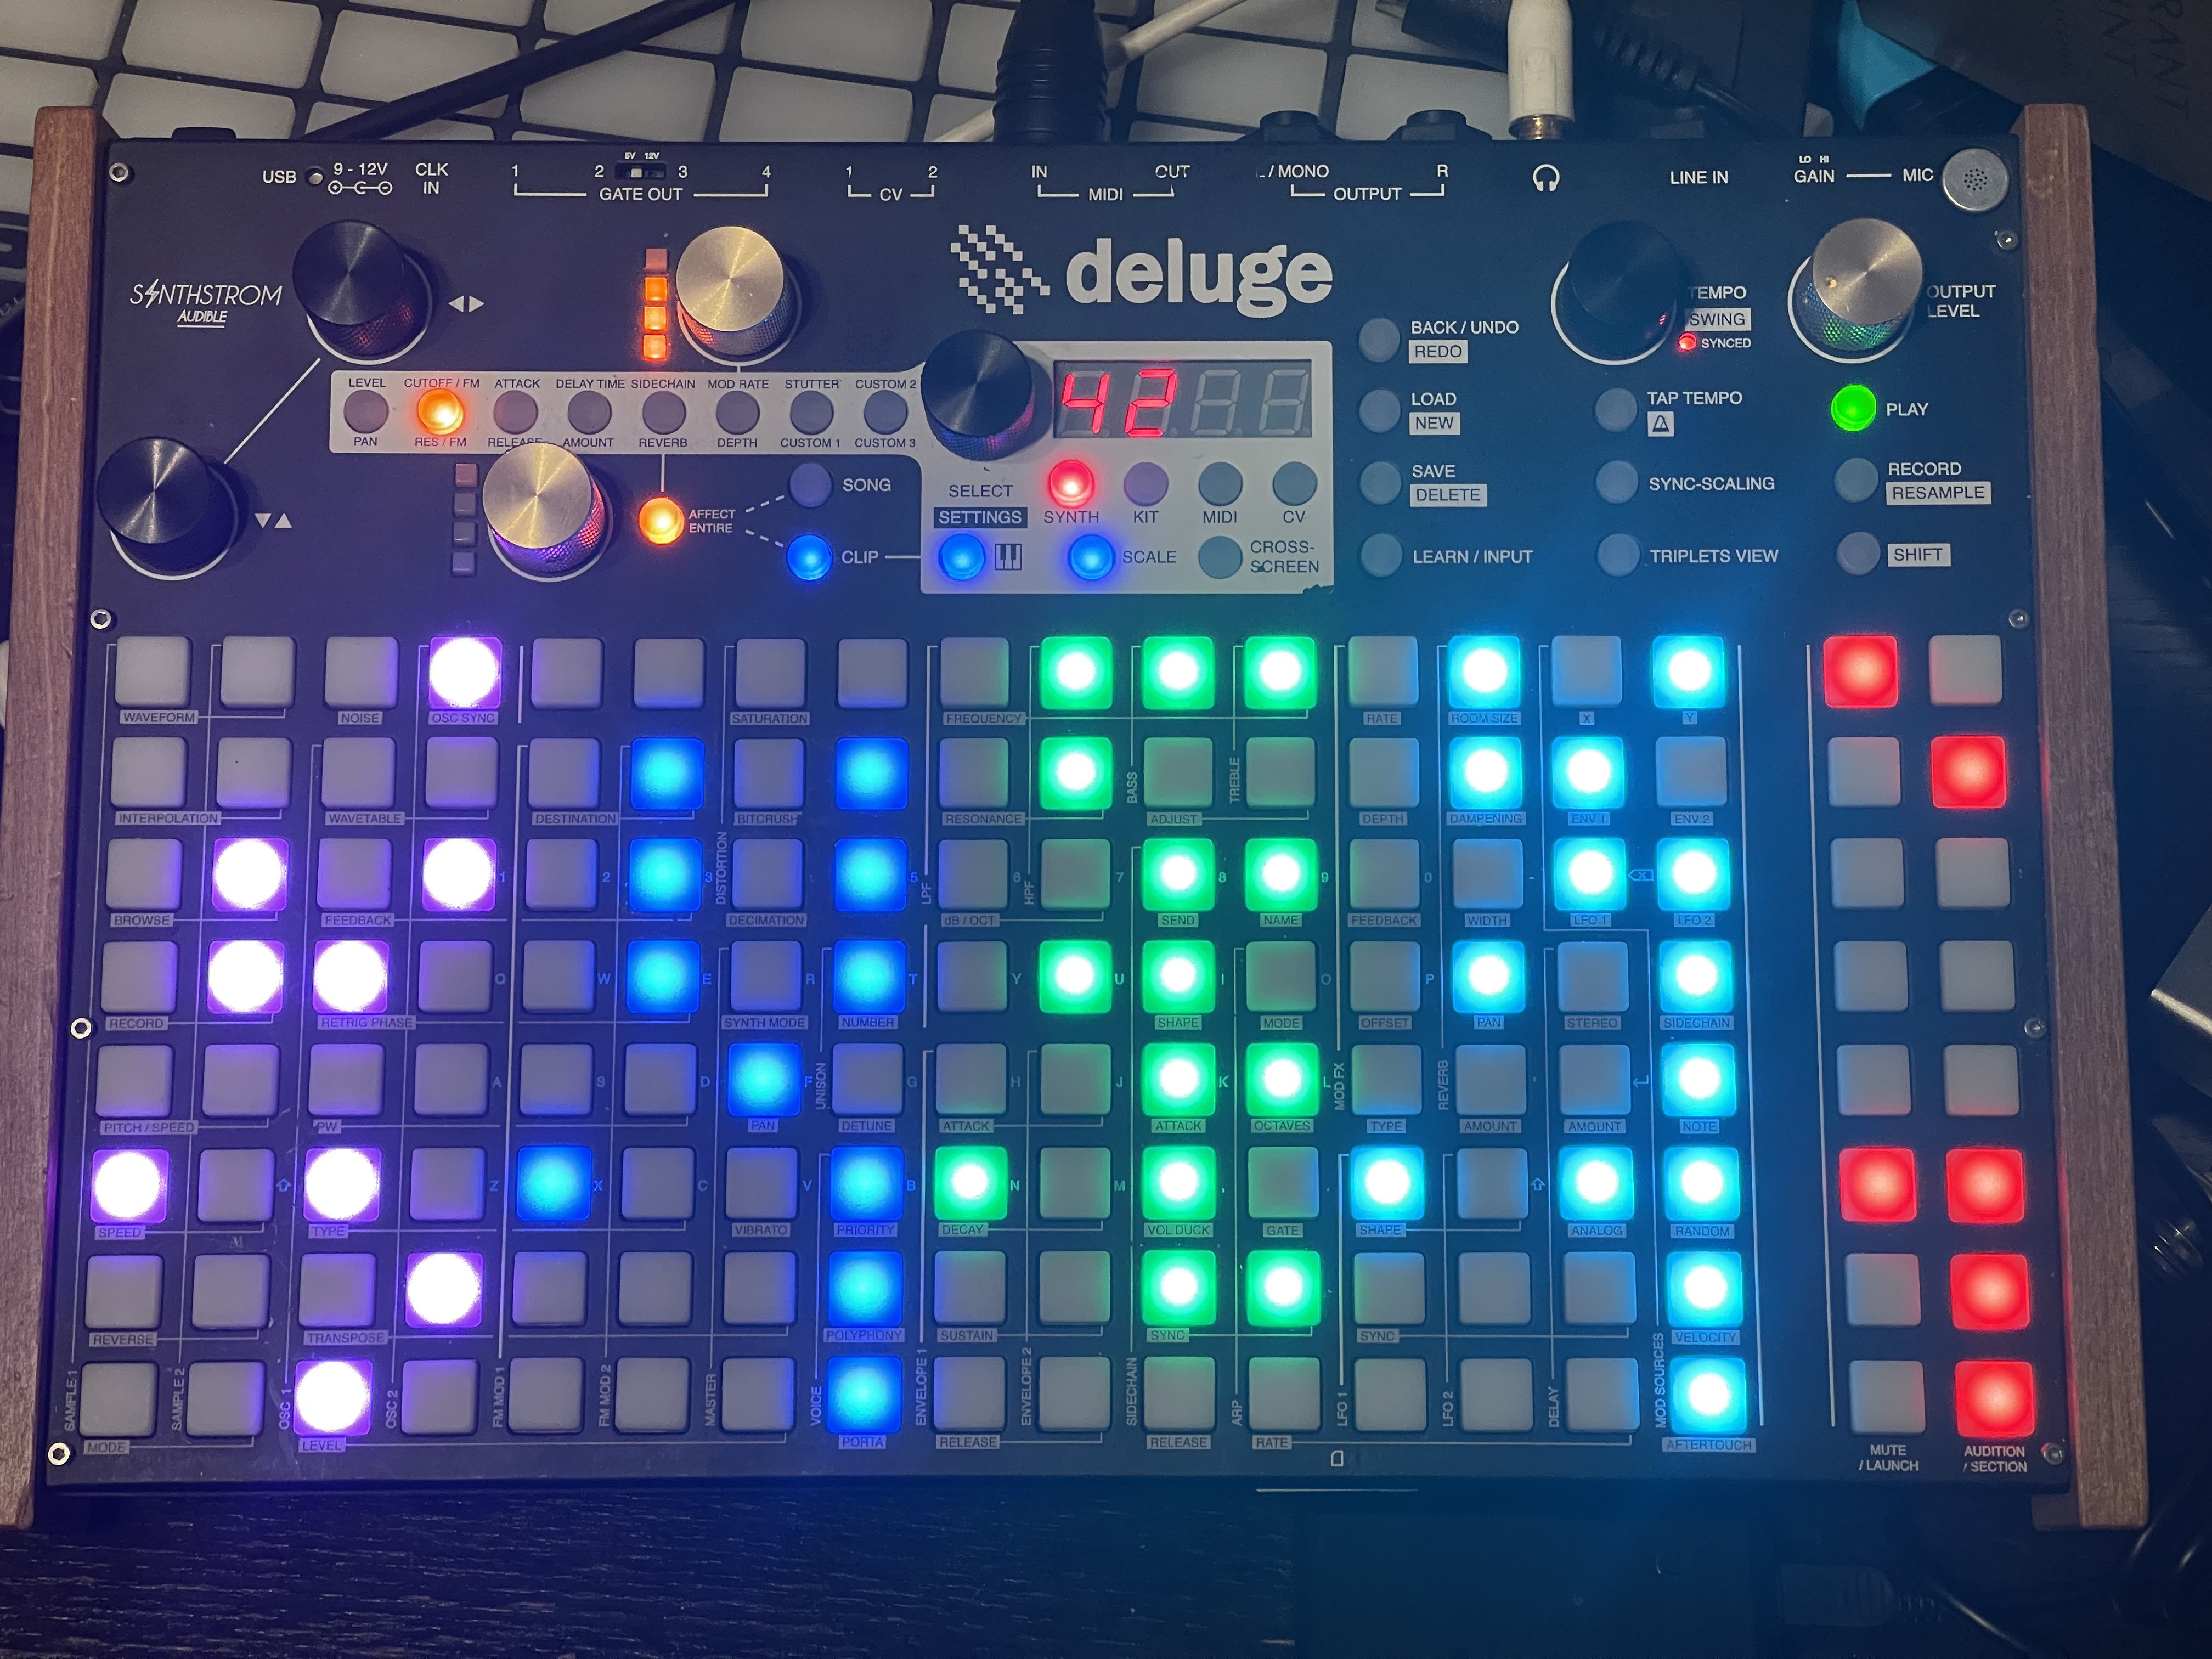 USB 9 - 12V CLK IN 1 2 5V 12V 3 4 1 2 IN OUT L / MONO R LINE IN LO HI GAIN MIC
GATE OUT CV MIDI OUTPUT
SYNTHSTROM
AUDIBLE
deluge
TEMPO
SWING
SYNCED
OUTPUT
LEVEL
LEVEL CUTOFF / FM ATTACK DELAY TIME SIDECHAIN MOD RATE STUTTER CUSTOM 2
PAN RES / FM RELEASE AMOUNT REVERB DEPTH CUSTOM 1 CUSTOM 3
42
BACK / UNDO
REDO
LOAD
NEW
TAP TEMPO
PLAY
SAVE
DELETE
SYNC-SCALING
RECORD
RESAMPLE
LEARN / INPUT
TRIPLETS VIEW
SHIFT
AFFECT
ENTIRE
SONG
CLIP
SELECT
SETTINGS
SYNTH KIT MIDI CV
SCALE
CROSS-
SCREEN
WAVEFORM NOISE OSC SYNC SATURATION FREQUENCY RATE ROOM SIZE X Y
BASS TREBLE
INTERPOLATION WAVETABLE DESTINATION BITCRUSH RESONANCE ADJUST DEPTH DAMPENING ENV 1 ENV 2
1 2 3 5 6 7 8 9 0 -
DISTORTION LPF HPF
BROWSE FEEDBACK DECIMATION dB / OCT SEND NAME FEEDBACK WIDTH LFO 1 LFO 2
Q W E R T Y U I O P
RECORD RETRIG PHASE SYNTH MODE NUMBER SHAPE MODE OFFSET PAN STEREO SIDECHAIN
A S D F G H J K L '
UNISON MOD FX REVERB
PITCH / SPEED PW PAN DETUNE ATTACK ATTACK OCTAVES TYPE AMOUNT AMOUNT NOTE
Z X C V B N M , .
SPEED TYPE VIBRATO PRIORITY DECAY VOL DUCK GATE SHAPE ANALOG RANDOM
REVERSE TRANSPOSE POLYPHONY SUSTAIN SYNC SYNC VELOCITY
SAMPLE 1 SAMPLE 2 OSC 1 OSC 2 FM MOD 1 FM MOD 2 MASTER VOICE ENVELOPE 1 ENVELOPE 2 SIDECHAIN ARP LFO 1 LFO 2 DELAY MOD SOURCES
MODE LEVEL PORTA RELEASE RELEASE RATE AFTERTOUCH
MUTE
/ LAUNCH
AUDITION
/ SECTION